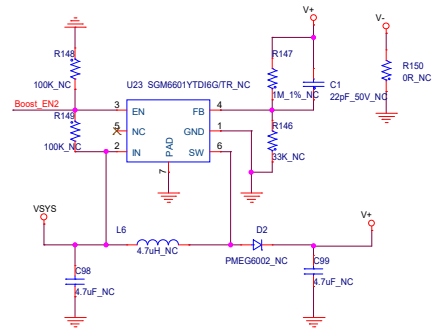 V+
V-
R148
100K_NC
R147
1M_1%_NC
C1
22pF_50V_NC
R150
0R_NC
U23 SGM6601YTDI6G/TR_NC
Boost_EN2
3 EN FB 4
R149
100K_NC
5 NC GND 1
R146
33K_NC
2 IN SW 6
PAD
7
VSYS
L6
4.7uH_NC
D2
PMEG6002_NC
V+
C98
4.7uF_NC
C99
4.7uF_NC